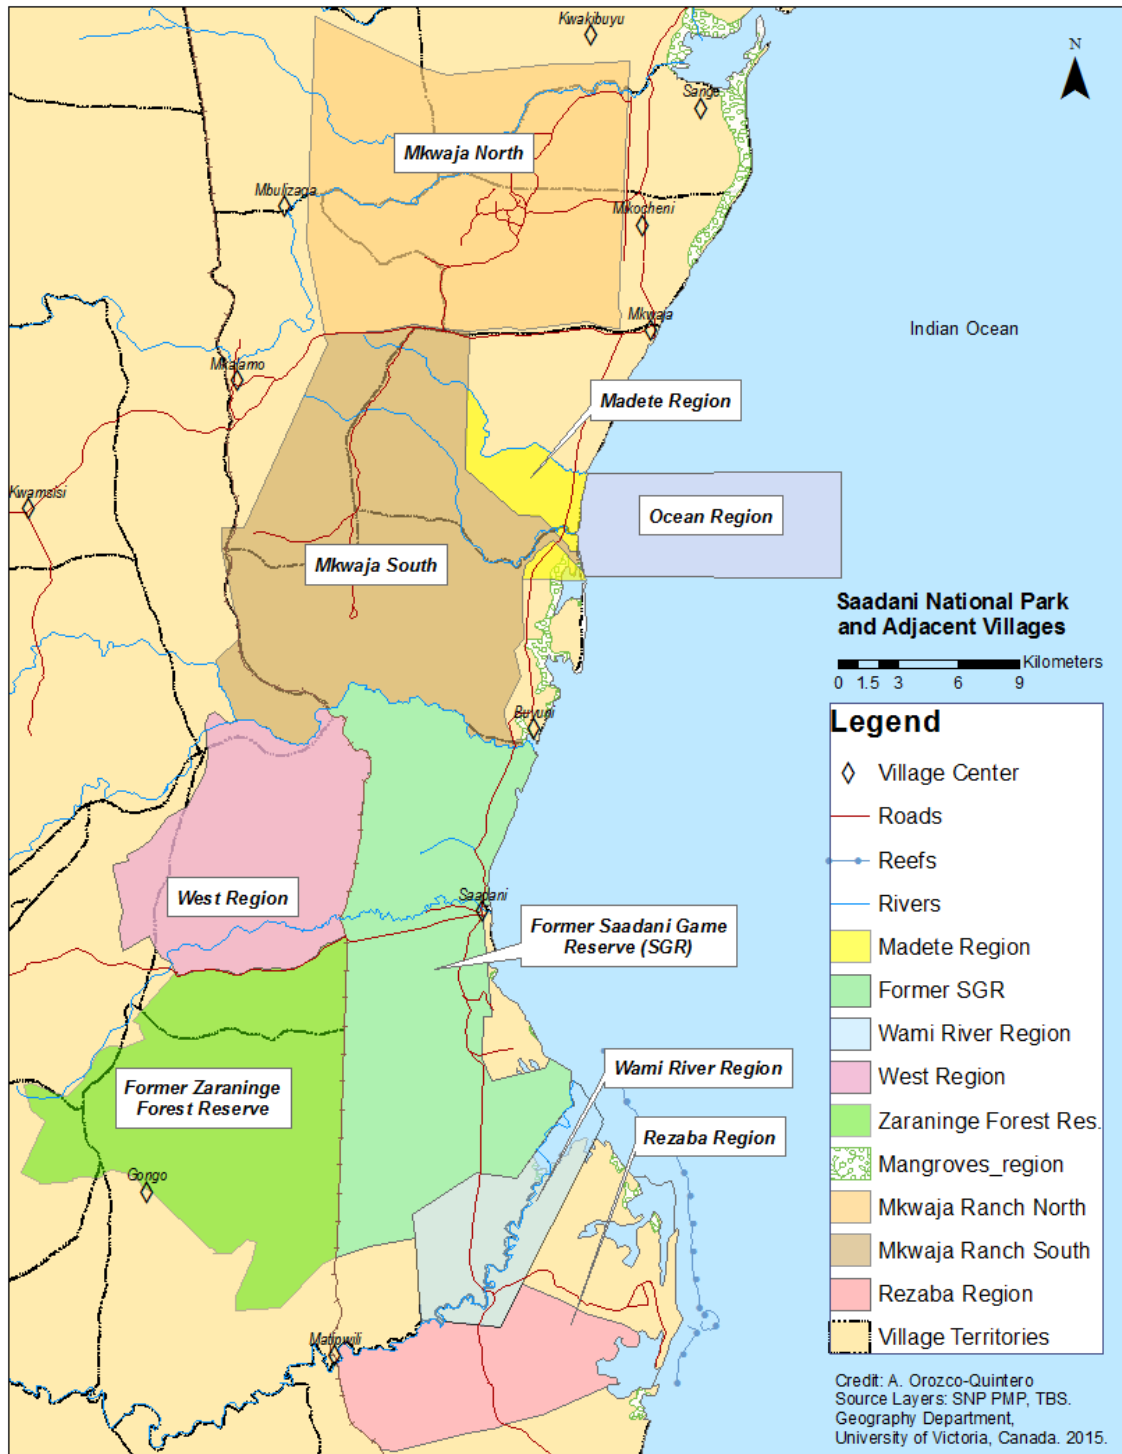 Kwakibuyu
N
Sange
Mkwaja North
Mbulizaga
Mikocheni
Mkwaja
Indian Ocean
Mkalamo
Madete Region
Kwamsisi
Ocean Region
Mkwaja South
Saadani National Park
and Adjacent Villages
Kilometers
0 1.5 3 6 9
Buyuni
Legend
Village Center
Roads
Reefs
Rivers
Madete Region
Former SGR
Wami River Region
West Region
Zaraninge Forest Res.
Mangroves_region
Mkwaja Ranch North
Mkwaja Ranch South
Rezaba Region
Village Territories
West Region
Saadani
Former Saadani Game
Reserve (SGR)
Wami River Region
Former Zaraninge
Forest Reserve
Rezaba Region
Gongo
Matipwili
Credit: A. Orozco-Quintero
Source Layers: SNP PMP, TBS.
Geography Department,
University of Victoria, Canada. 2015.